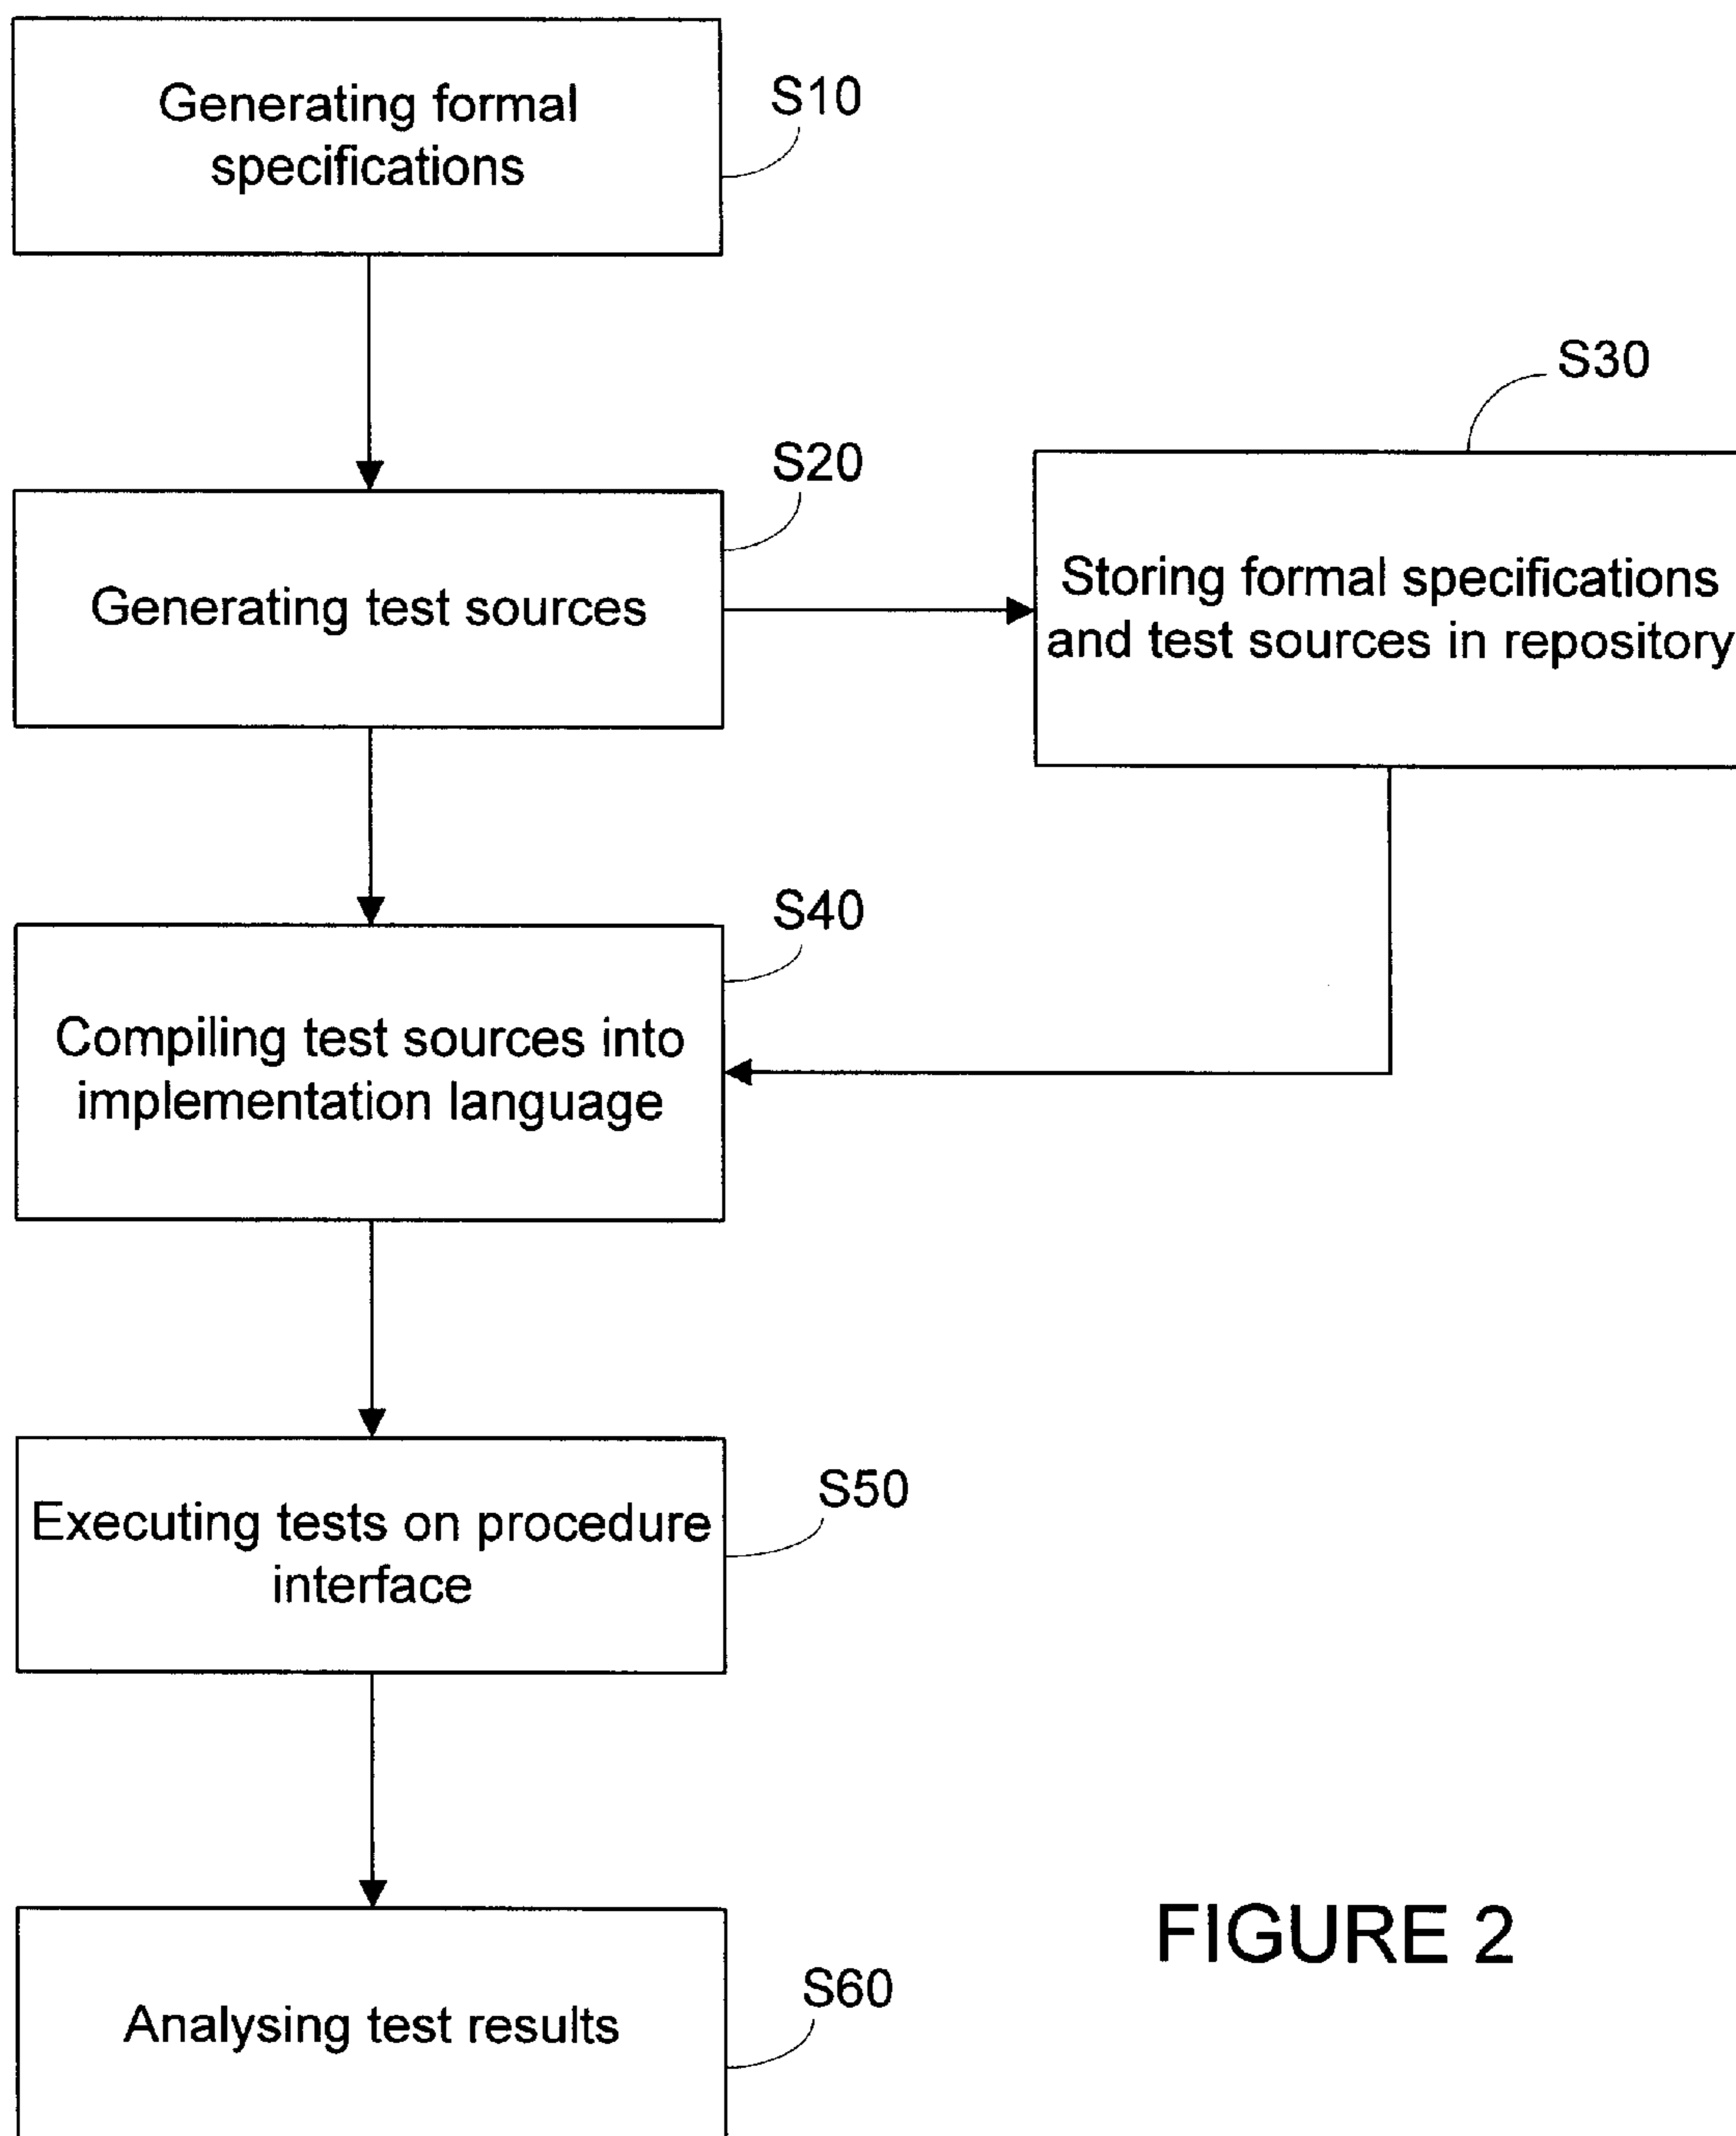 Generating formal
specifications
S10
S30
S20
Generating test sources
Storing formal specifications
and test sources in repository
S40
Compiling test sources into
implementation language
S50
Executing tests on procedure
interface
S60
Analysing test results
FIGURE 2